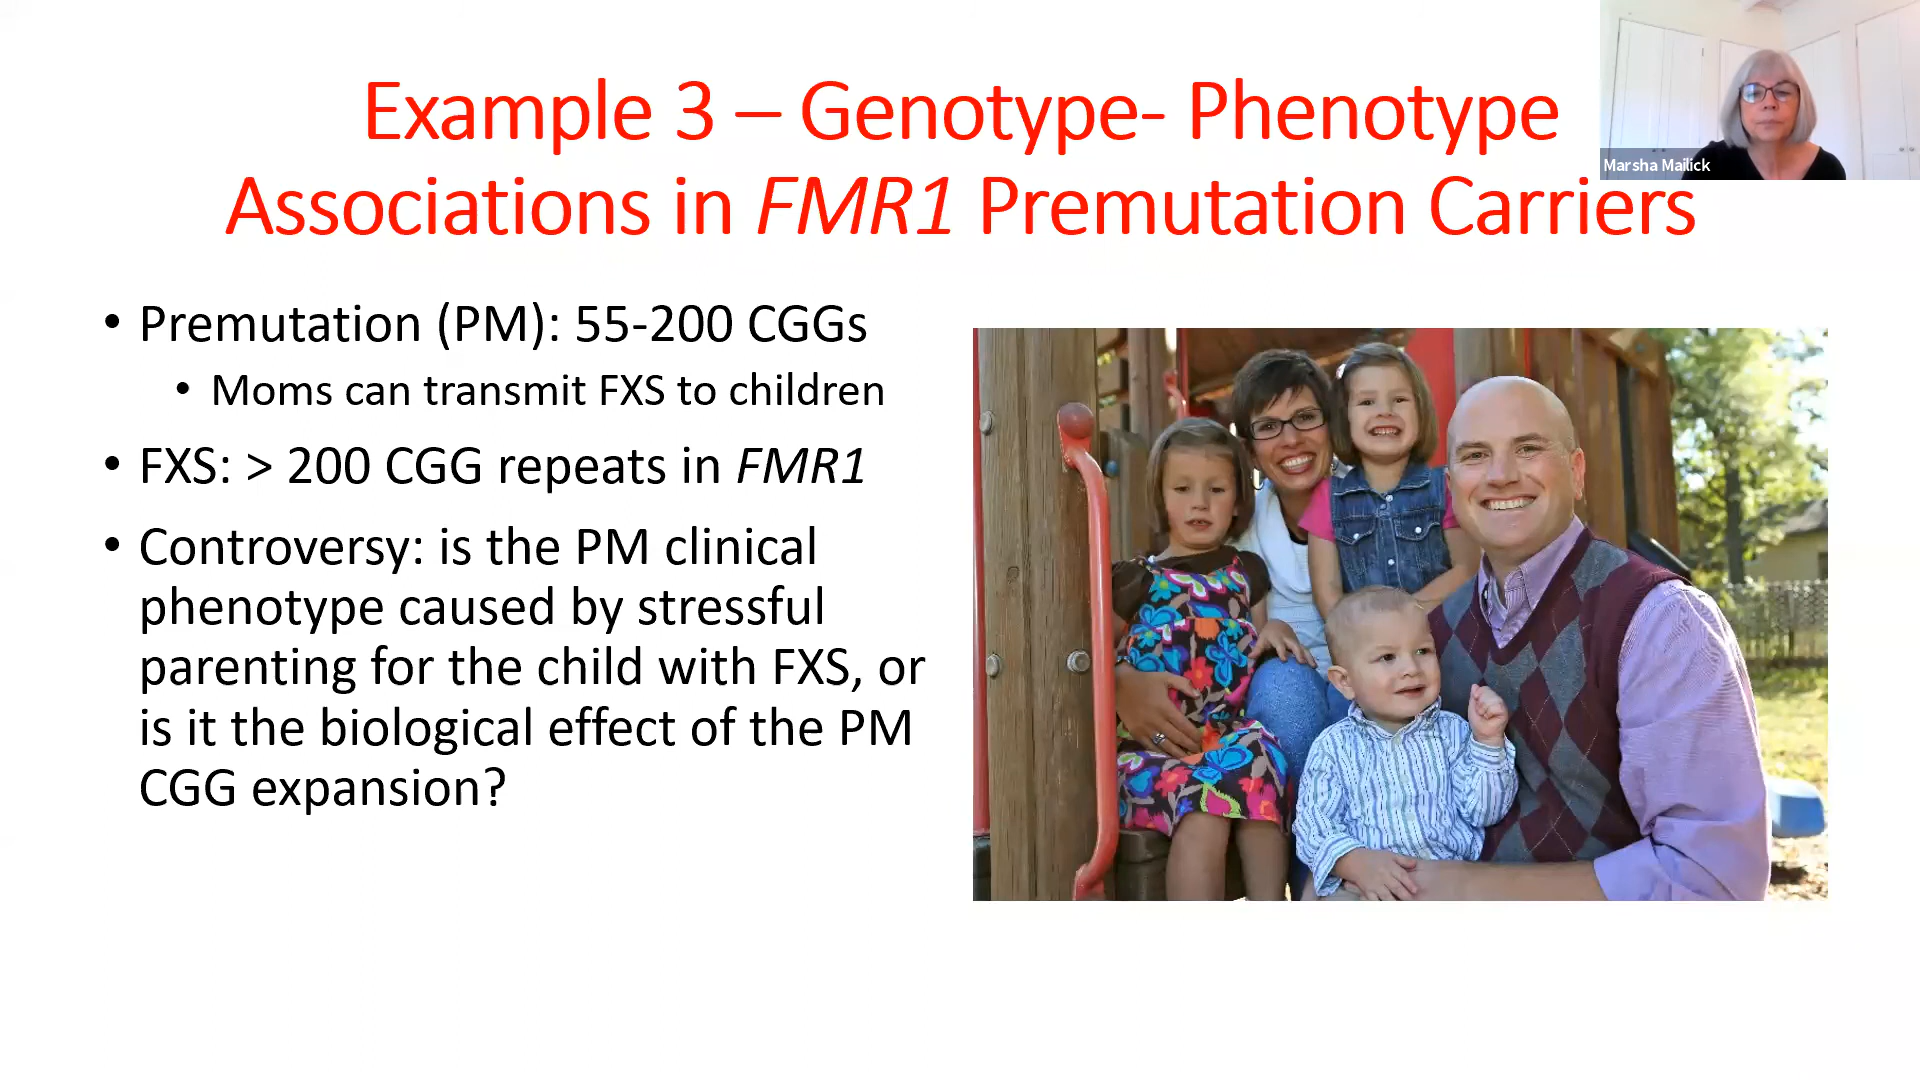 Example 3 – Genotype- Phenotype
Associations in FMR1 Premutation Carriers
Marsha Mailick
• Premutation (PM): 55-200 CGGs
• Moms can transmit FXS to children
• FXS: > 200 CGG repeats in FMR1
• Controversy: is the PM clinical
phenotype caused by stressful
parenting for the child with FXS, or
is it the biological effect of the PM
CGG expansion?